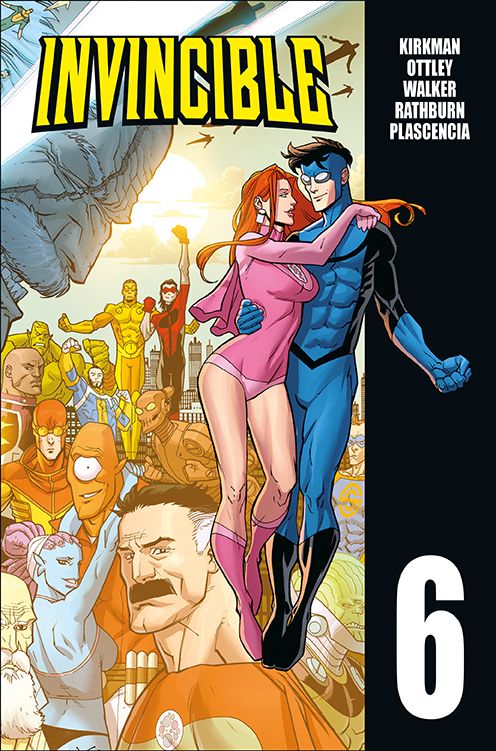 INVINCIBLE
KIRKMAN
OTTLEY
WALKER
RATHBURN
PLASCENCIA
6